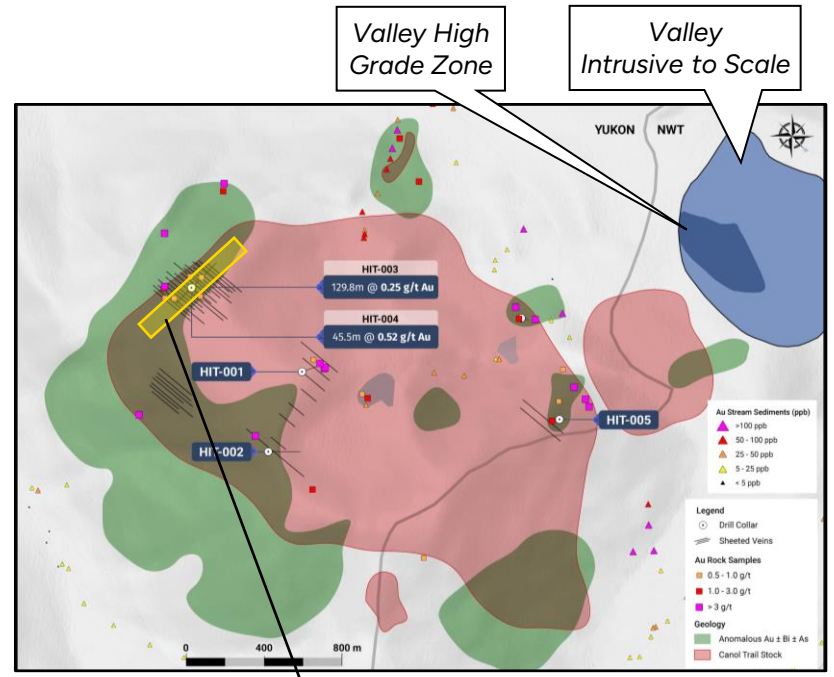 Valley High
Grade Zone
Valley
Intrusive to Scale
YUKON
NWT
HIT-003
129.8m @ 0.25 g/t Au
HIT-004
45.5m @ 0.52 g/t Au
HIT-001
HIT-002
HIT-005
Au Stream Sediments (ppb)
>100 ppb
50 - 100 ppb
25 - 50 ppb
5 - 25 ppb
< 5 ppb
Legend
Drill Collar
Sheeted Veins
Au Rock Samples
0.5 - 1.0 g/t
1.0 - 3.0 g/t
> 3 g/t
Geology
Anomalous Au ± Bi ± As
Canol Trail Stock
0 400 800 m